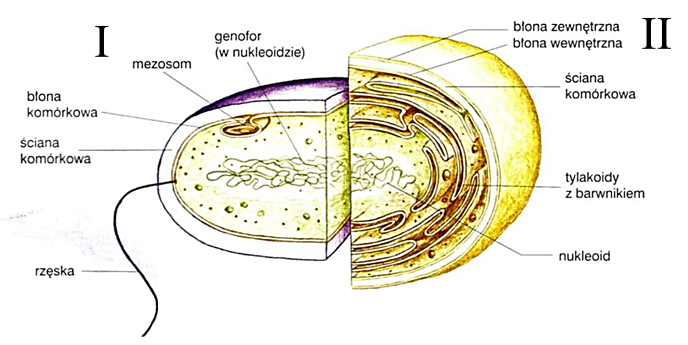 I
genofor
(w nukleoidzie)
mezosom
błona
komórkowa
ściana
komórkowa
rzęska
II
błona zewnętrzna
błona wewnętrzna
ściana
komórkowa
tylakoidy
z barwnikiem
nukleoid